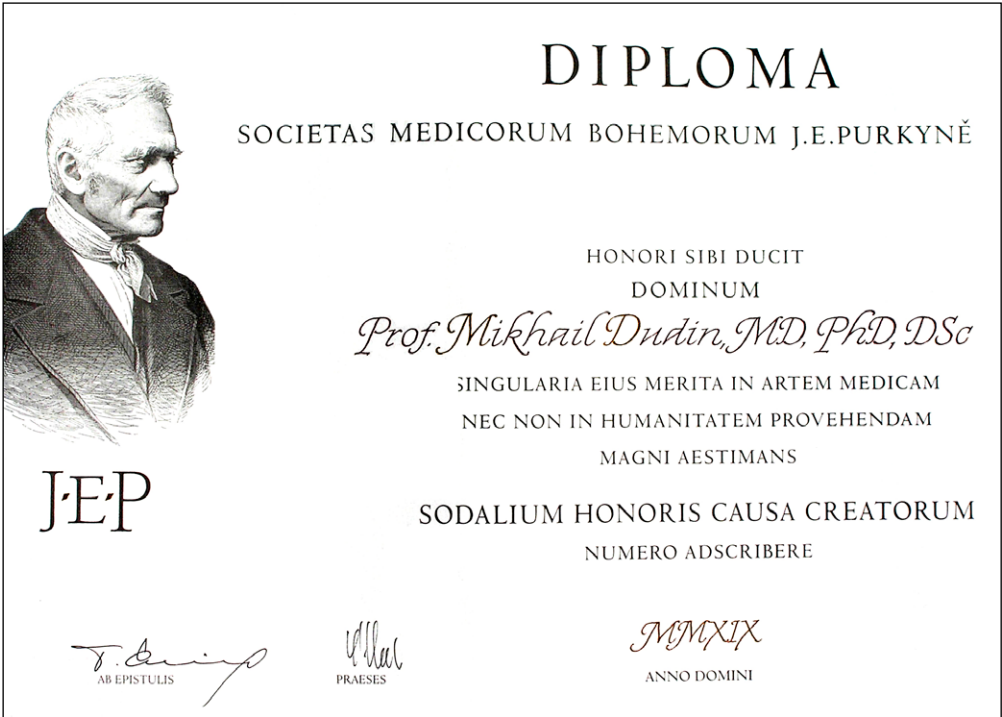 DIPLOMA
SOCIETAS MEDICORUM BOHEMORUM J.E.PURKYNĚ
HONORI SIBI DUCIT
DOMINUM
Prof. Mikhail Dudin, MD, PhD, DSc
SINGULARIA EIUS MERITA IN ARTEM MEDICAM
NEC NON IN HUMANITATEM PROVEHENDAM
MAGNI AESTIMANS
J·E·P
SODALIUM HONORIS CAUSA CREATORUM
NUMERO ADSCRIBERE
AB EPISTULIS
PRAESES
MMXIX
ANNO DOMINI